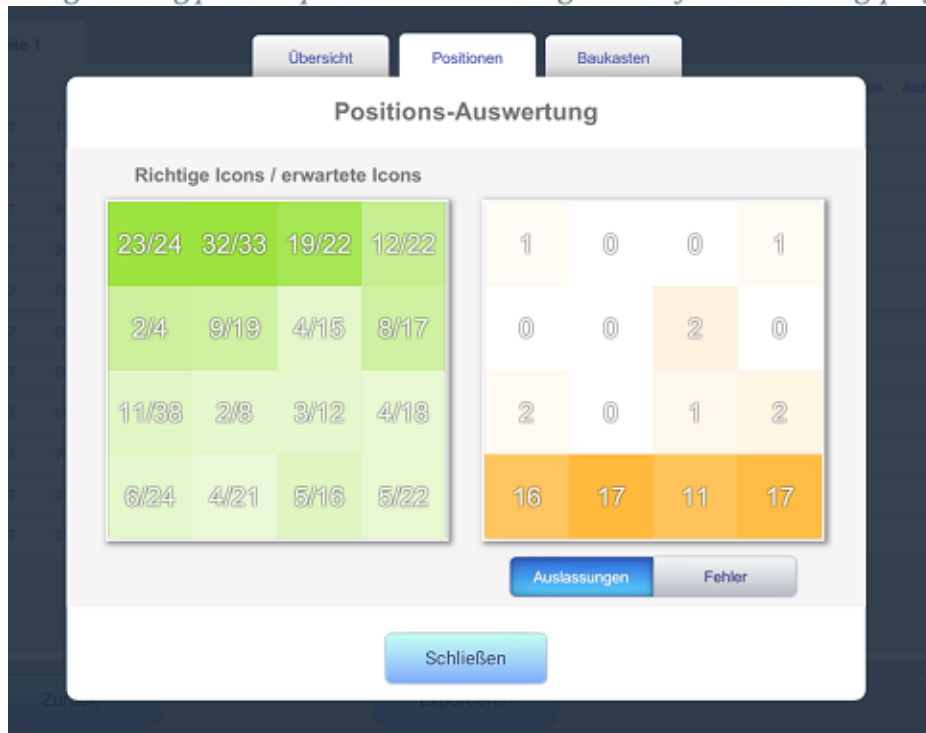 Übersicht Positionen Baukasten
Positions-Auswertung
Richtige Icons / erwartete Icons
23/24 32/33 19/22 12/22 1 0 0 1
2/4 9/19 4/15 8/17 0 0 2 0
11/38 2/8 3/12 4/18 2 0 1 2
6/24 4/21 5/16 5/22 16 17 11 17
Auslassungen Fehler
Schließen